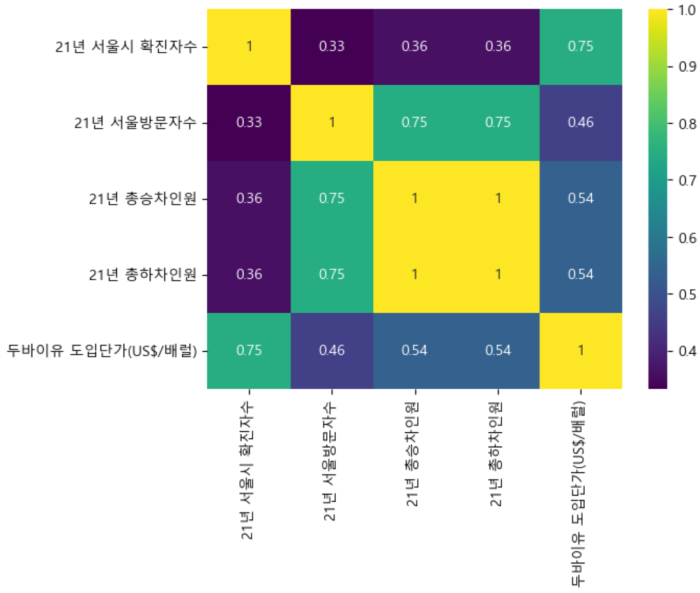 21년 서울시 확진자수
1 0.33 0.36 0.36 0.75
21년 서울방문자수
0.33 1 0.75 0.75 0.46
21년 총승차인원
0.36 0.75 1 1 0.54
21년 총하차인원
0.36 0.75 1 1 0.54
두바이유 도입단가(US$/배럴)
0.75 0.46 0.54 0.54 1
21년 서울시 확진자수
21년 서울방문자수
21년 총승차인원
21년 총하차인원
두바이유 도입단가(US$/배럴)
1.0
0.9
0.8
0.7
0.6
0.5
0.4